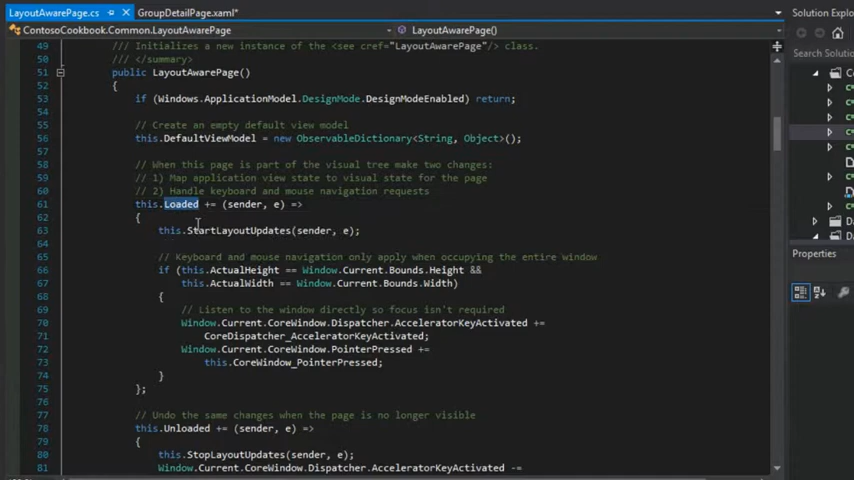 LayoutAwarePage.cs
GroupDetailPage.xaml*
Solution Explor
ContosoCookbook.Common.LayoutAwarePage
LayoutAwarePage()
Search Solution
49 /// Initializes a new instance of the <see cref="LayoutAwarePage"/> class.
50 /// </summary>
51 public LayoutAwarePage()
52 {
53 if (Windows.ApplicationModel.DesignMode.DesignModeEnabled) return;
54
55 // Create an empty default view model
56 this.DefaultViewModel = new ObservableDictionary<String, Object>();
57
58 // When this page is part of the visual tree make two changes:
59 // 1) Map application view state to visual state for the page
60 // 2) Handle keyboard and mouse navigation requests
61 this.Loaded += (sender, e) =>
62 {
63 this.StartLayoutUpdates(sender, e);
64
65 // Keyboard and mouse navigation only apply when occupying the entire window
66 if (this.ActualHeight == Window.Current.Bounds.Height &&
67 this.ActualWidth == Window.Current.Bounds.Width)
68 {
69 // Listen to the window directly so focus isn't required
70 Window.Current.CoreWindow.Dispatcher.AcceleratorKeyActivated +=
71 CoreDispatcher_AcceleratorKeyActivated;
72 Window.Current.CoreWindow.PointerPressed +=
73 this.CoreWindow_PointerPressed;
74 }
75 };
76
77 // Undo the same changes when the page is no longer visible
78 this.Unloaded += (sender, e) =>
79 {
80 this.StopLayoutUpdates(sender, e);
81 Window.Current.CoreWindow.Dispatcher.AcceleratorKeyActivated -=
Properties